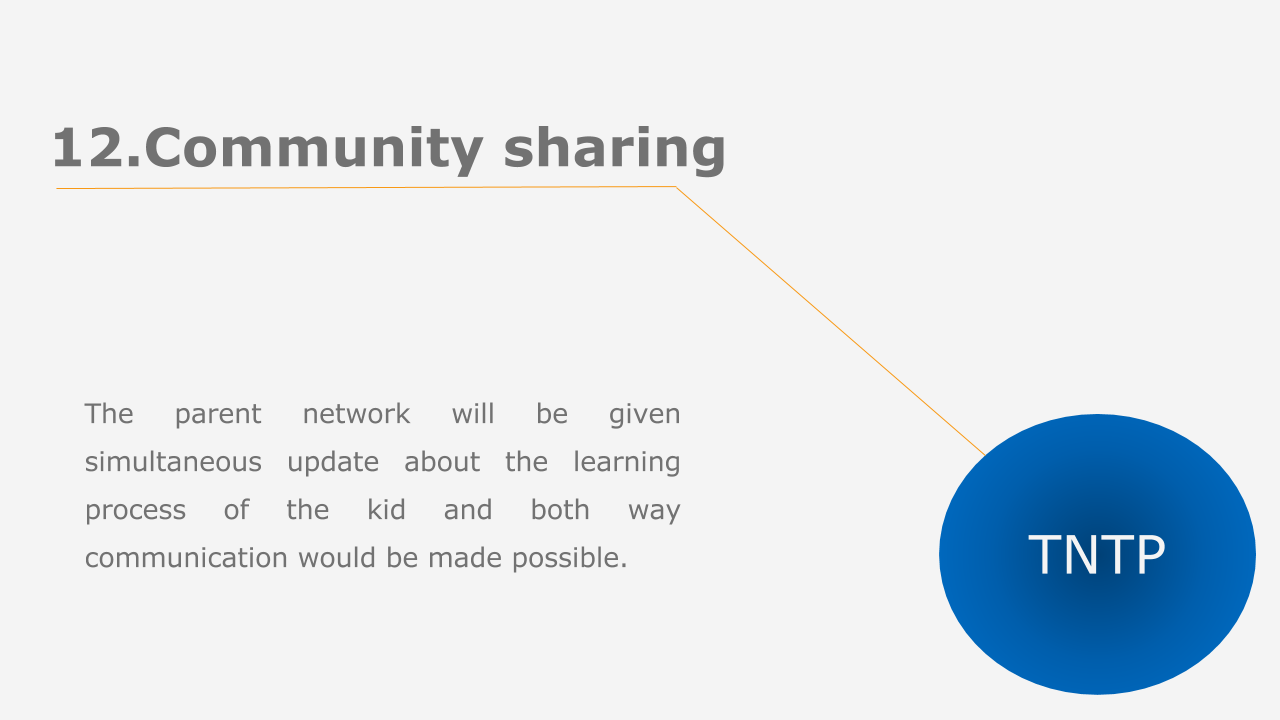 12.Community sharing
The parent network will be given
simultaneous update about the learning
process of the kid and both way
communication would be made possible.
TNTP